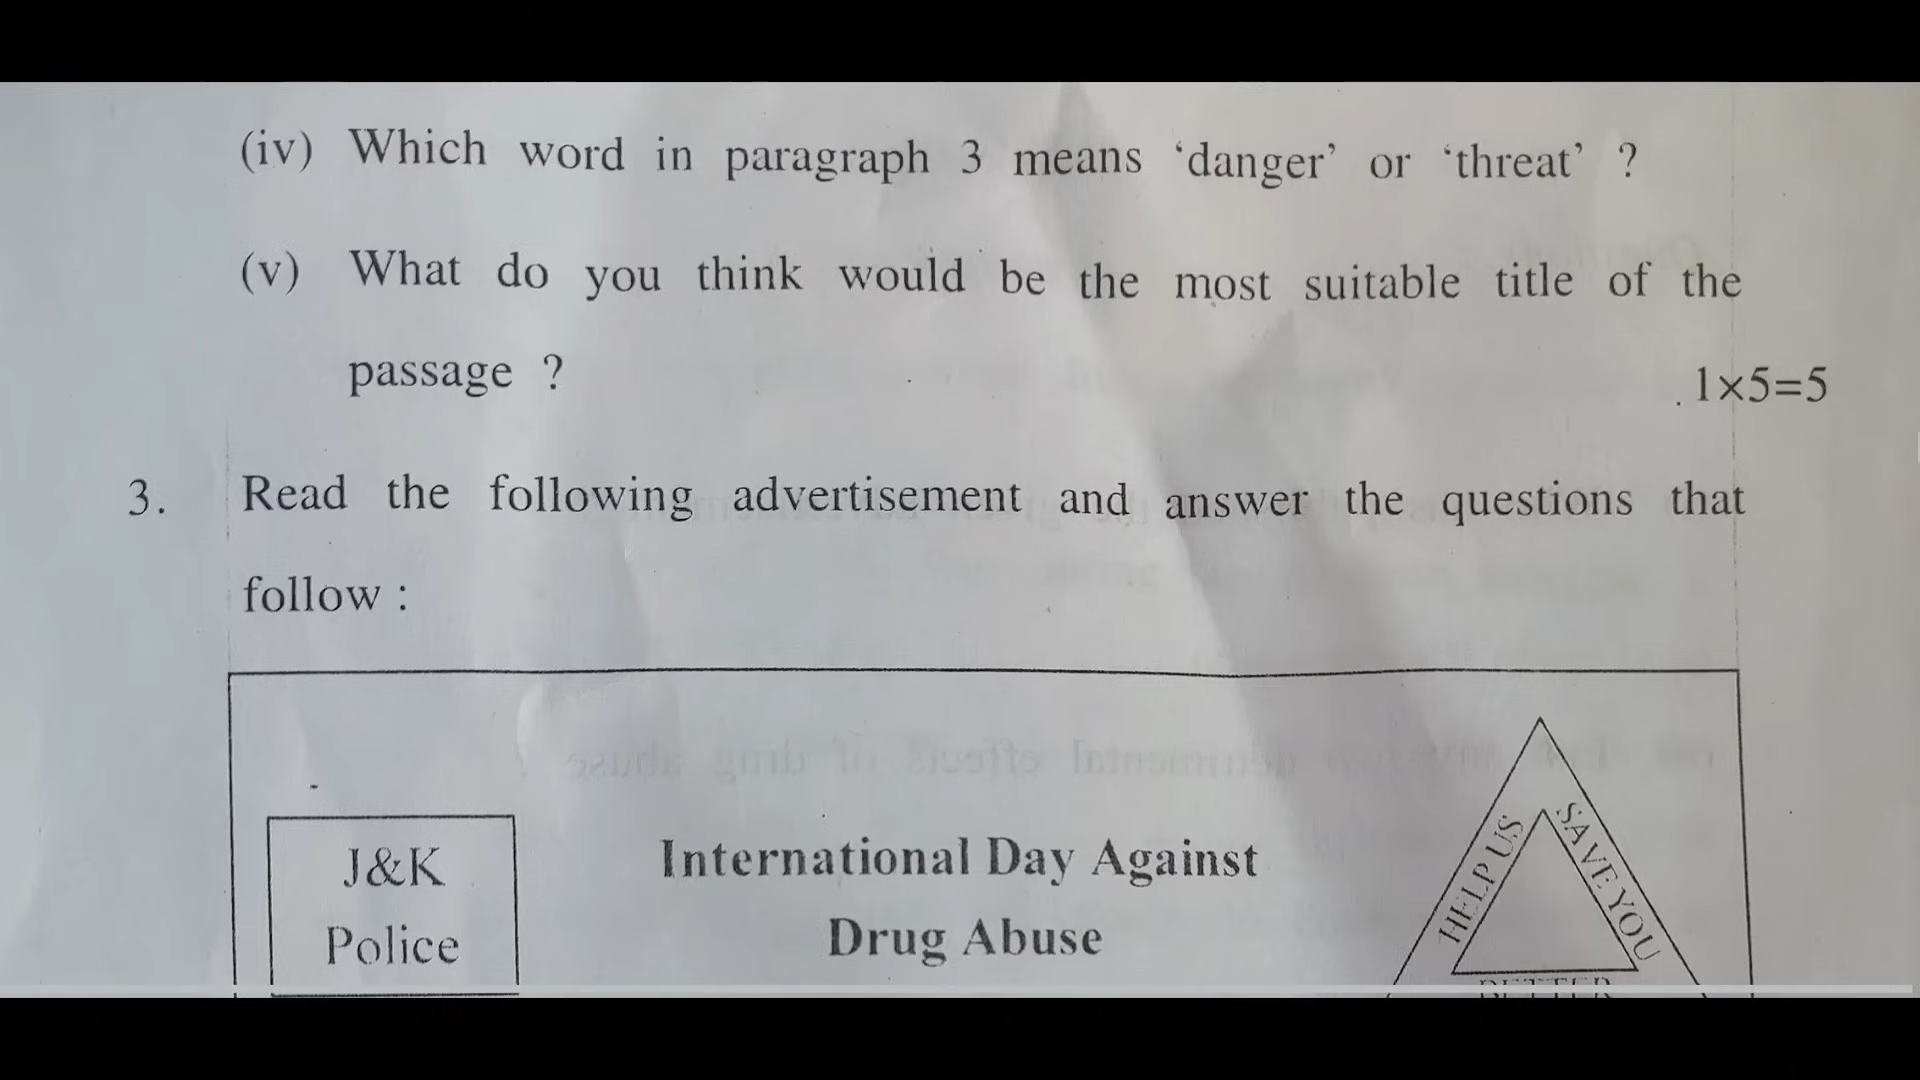 (iv) Which word in paragraph 3 means ‘danger’ or ‘threat’ ?
(v) What do you think would be the most suitable title of the
passage ?
1×5=5
3. Read the following advertisement and answer the questions that
follow :
J&K
Police
International Day Against
Drug Abuse
HELP US
SAVE YOU